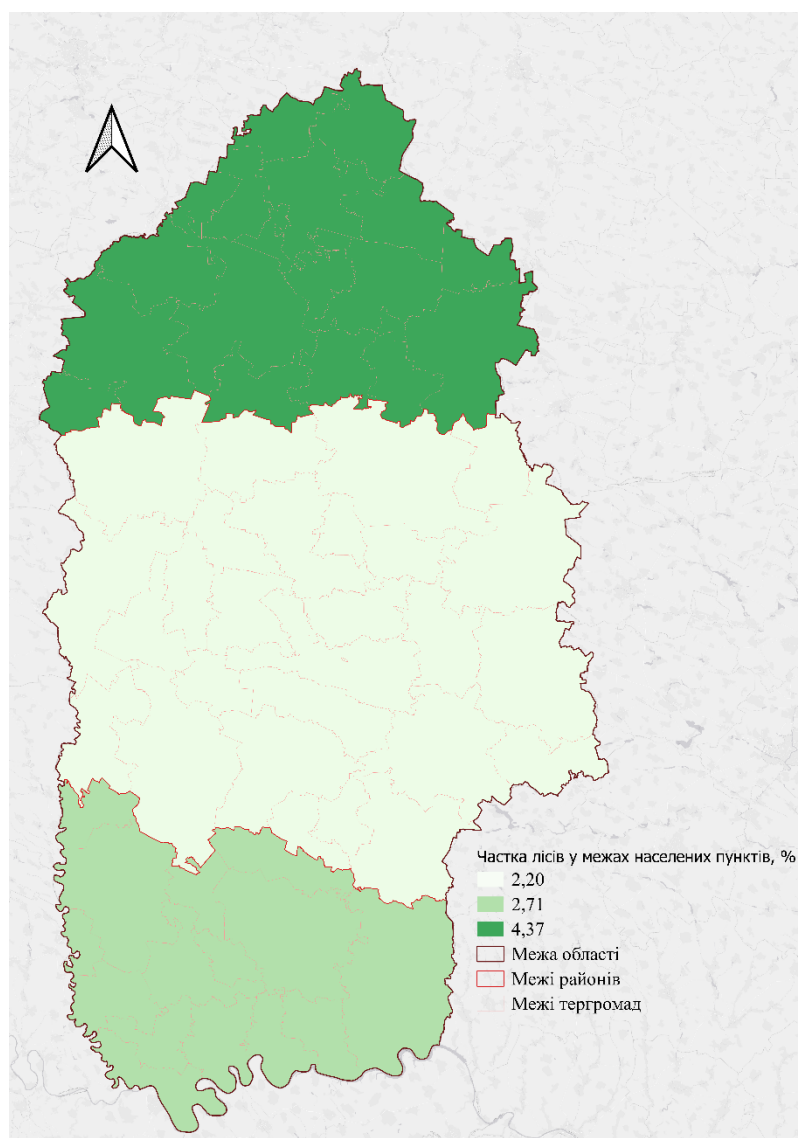 Частка лісів у межах населених пунктів, %
2,20
2,71
4,37
Межа області
Межі районів
Межі тергромад